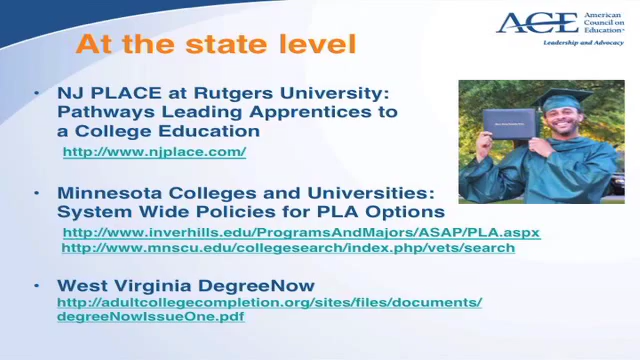 At the state level
ACE
American
Council on
Education
Leadership and Advocacy
• NJ PLACE at Rutgers University:
Pathways Leading Apprentices to
a College Education
http://www.njplace.com/
• Minnesota Colleges and Universities:
System Wide Policies for PLA Options
http://www.inverhills.edu/ProgramsAndMajors/ASAP/PLA.aspx
http://www.mnscu.edu/collegesearch/index.php/vets/search
• West Virginia DegreeNow
http://adultcollegecompletion.org/sites/files/documents/
degreeNowIssueOne.pdf